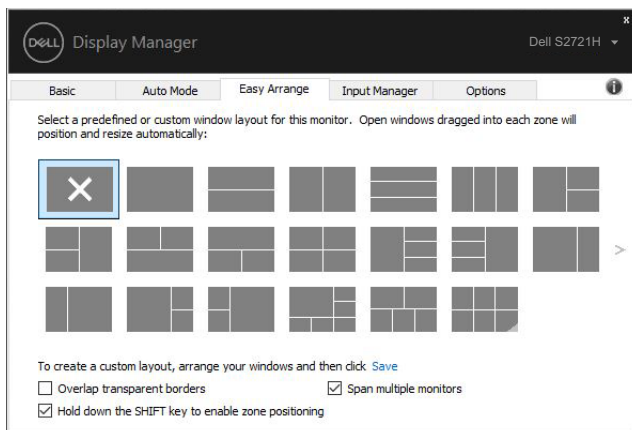 DELL Display Manager Dell S2721H
x
Basic Auto Mode Easy Arrange Input Manager Options
Select a predefined or custom window layout for this monitor. Open windows dragged into each zone will
position and resize automatically:
To create a custom layout, arrange your windows and then click Save
Overlap transparent borders Span multiple monitors
Hold down the SHIFT key to enable zone positioning